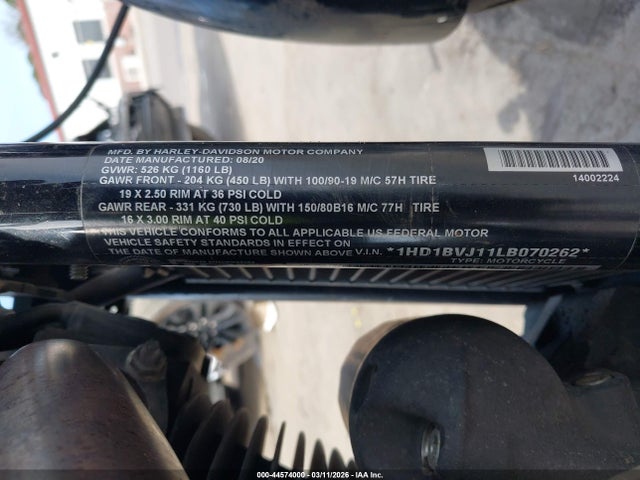 MFD. BY HARLEY-DAVIDSON MOTOR COMPANY
DATE MANUFACTURED: 08/20
GVWR: 526 KG (1160 LB)
GAWR FRONT - 204 KG (450 LB) WITH 100/90-19 M/C 57H TIRE
19 X 2.50 RIM AT 36 PSI COLD
GAWR REAR - 331 KG (730 LB) WITH 150/80B16 M/C 77H TIRE
16 X 3.00 RIM AT 40 PSI COLD
THIS VEHICLE CONFORMS TO ALL APPLICABLE US FEDERAL MOTOR
VEHICLE SAFETY STANDARDS IN EFFECT ON
THE DATE OF MANUFACTURE SHOWN ABOVE V.I.N. *1HD1BVJ11LB070262*
TYPE: MOTORCYCLE
14002224
000-44574000 - 03/11/2026 - IAA Inc.